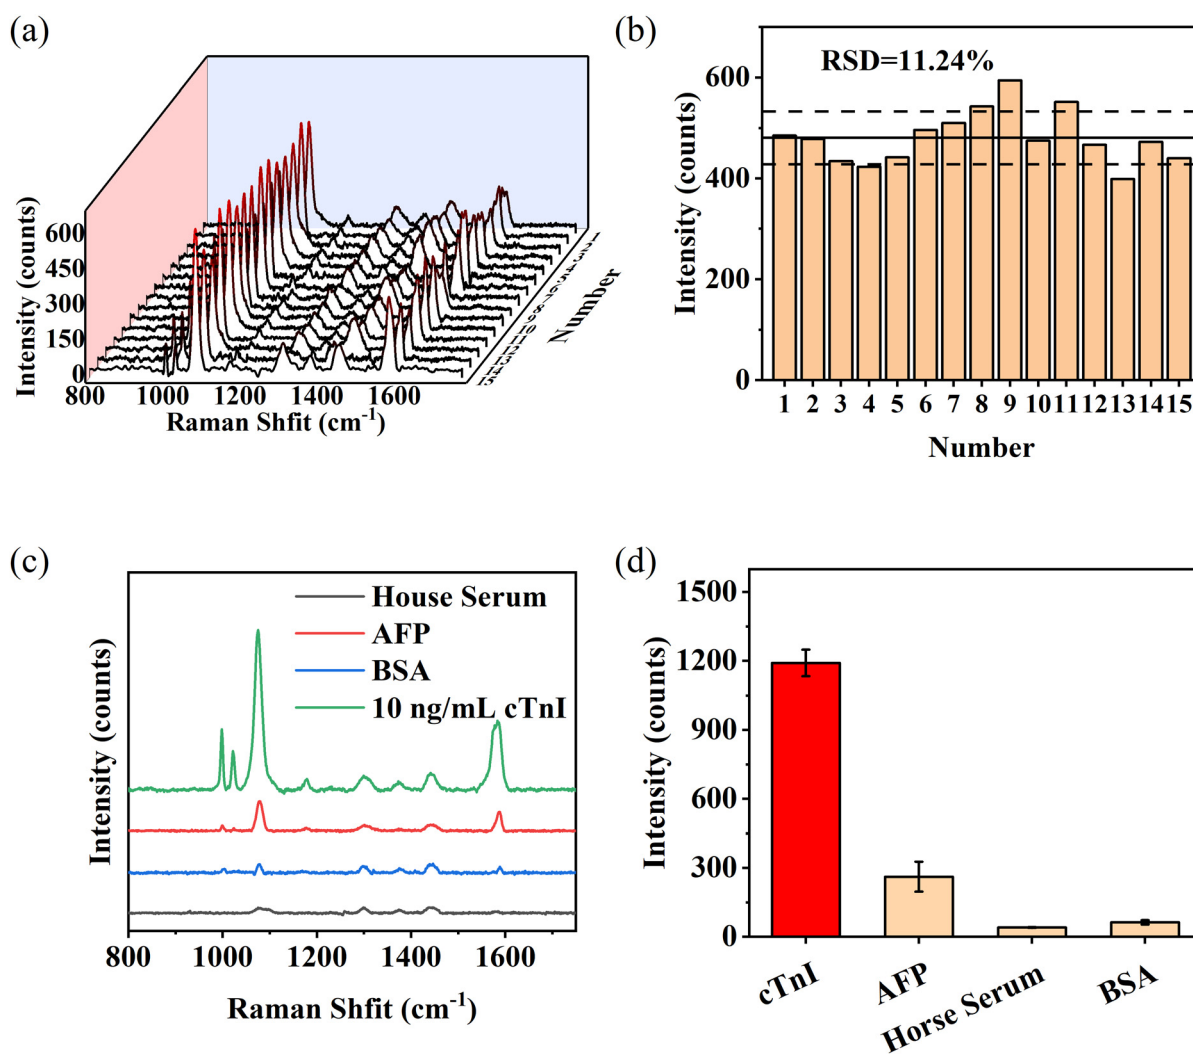 (a)
Intensity (counts)
600
450
300
150
0
800 1000 1200 1400 1600
Raman Shfit (cm⁻¹)
Number
(b)
RSD=11.24%
Intensity (counts)
600
400
200
0
1 2 3 4 5 6 7 8 9 10 11 12 13 14 15
Number
(c)
House Serum
AFP
BSA
10 ng/mL cTnI
Intensity (counts)
800 1000 1200 1400 1600
Raman Shfit (cm⁻¹)
(d)
Intensity (counts)
1500
1200
900
600
300
0
cTnI AFP Horse Serum BSA